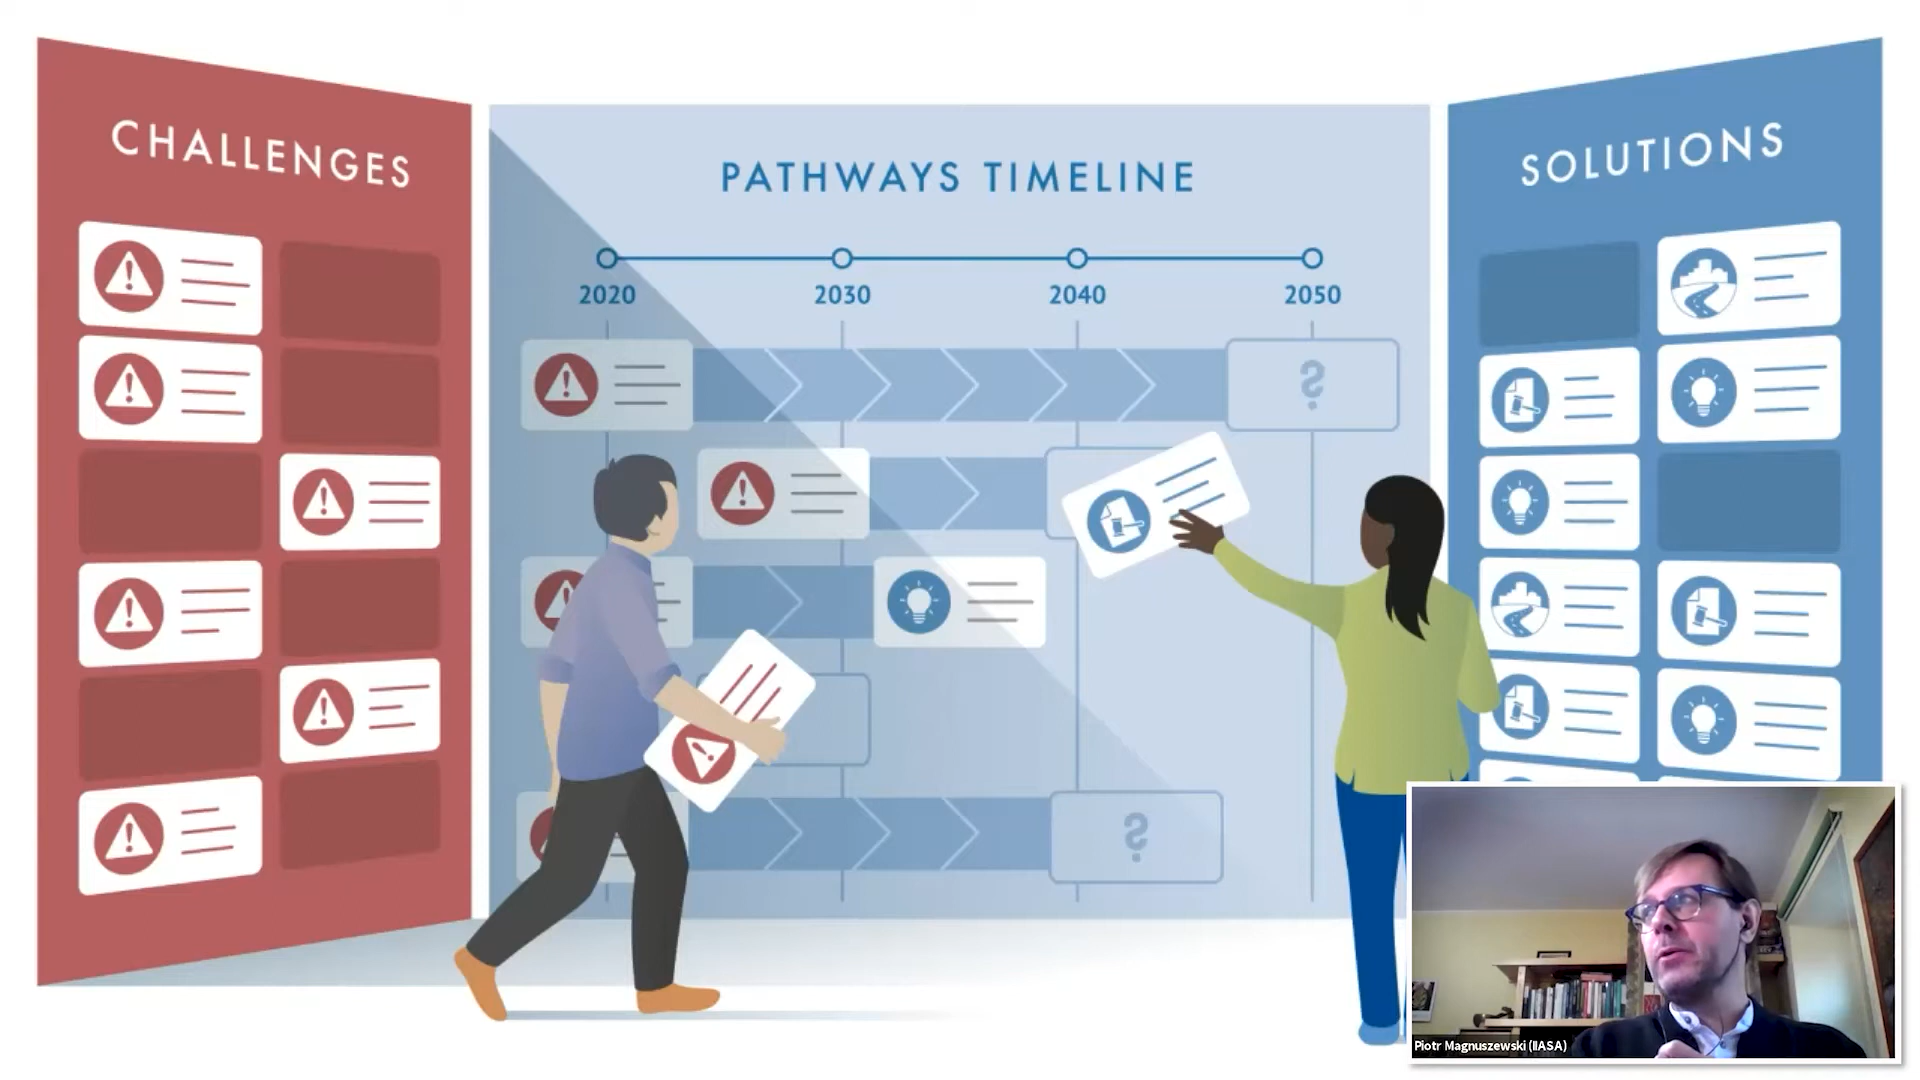 CHALLENGES
PATHWAYS TIMELINE
SOLUTIONS
2020
2030
2040
2050
?
?
Piotr Magnuszewski (IIASA)